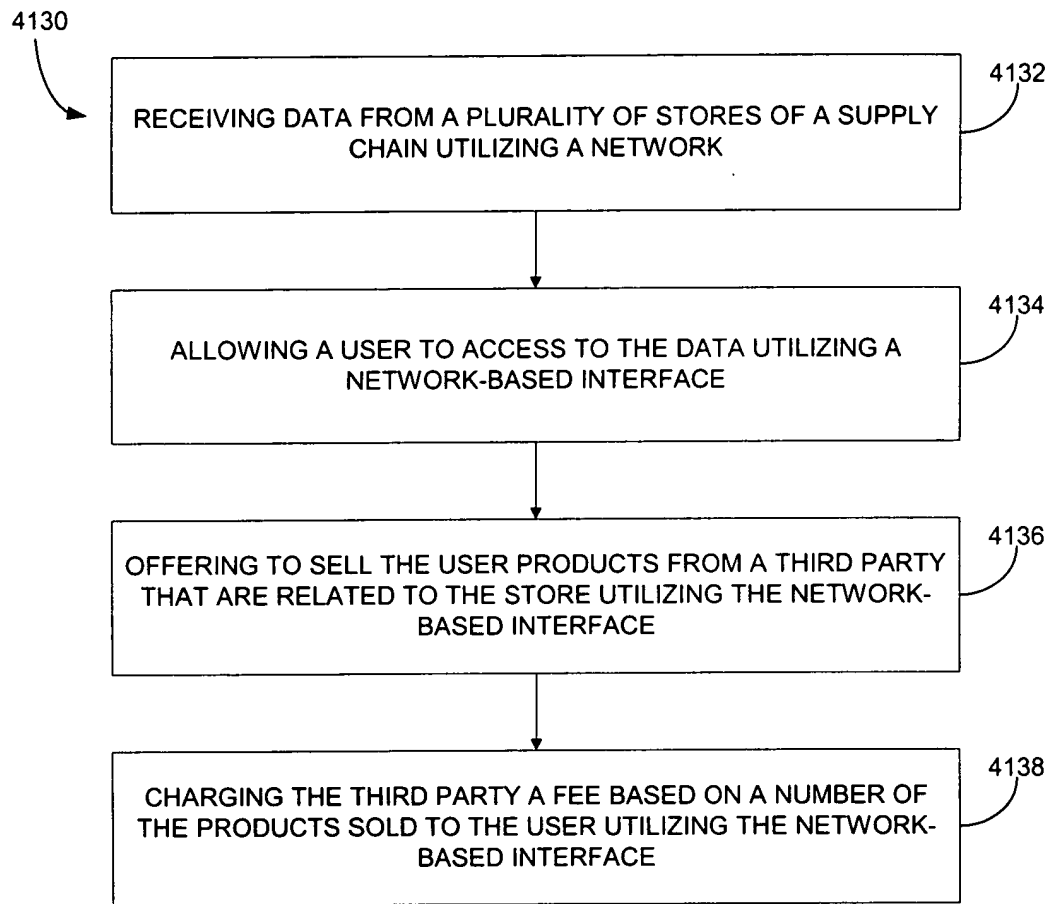 4130
4132
RECEIVING DATA FROM A PLURALITY OF STORES OF A SUPPLY
CHAIN UTILIZING A NETWORK
4134
ALLOWING A USER TO ACCESS TO THE DATA UTILIZING A
NETWORK-BASED INTERFACE
4136
OFFERING TO SELL THE USER PRODUCTS FROM A THIRD PARTY
THAT ARE RELATED TO THE STORE UTILIZING THE NETWORK-
BASED INTERFACE
4138
CHARGING THE THIRD PARTY A FEE BASED ON A NUMBER OF
THE PRODUCTS SOLD TO THE USER UTILIZING THE NETWORK-
BASED INTERFACE